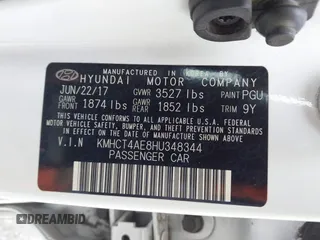 MANUFACTURED IN KOREA BY
HYUNDAI MOTOR COMPANY
JUN/22/17 GVWR 3527 lbs PAINT PGU
GAWR FRONT 1874 lbs GAWR REAR 1852 lbs TRIM 9Y
THIS VEHICLE CONFORMS TO ALL APPLICABLE
U.S. FEDERAL MOTOR VEHICLE SAFETY, BUMPER,
AND THEFT PREVENTION STANDARDS IN EFFECT
ON THE DATE OF MANUFACTURE SHOWN ABOVE.
V.I.N KMHCT4AE8HU348344
PASSENGER CAR
DREAMBID